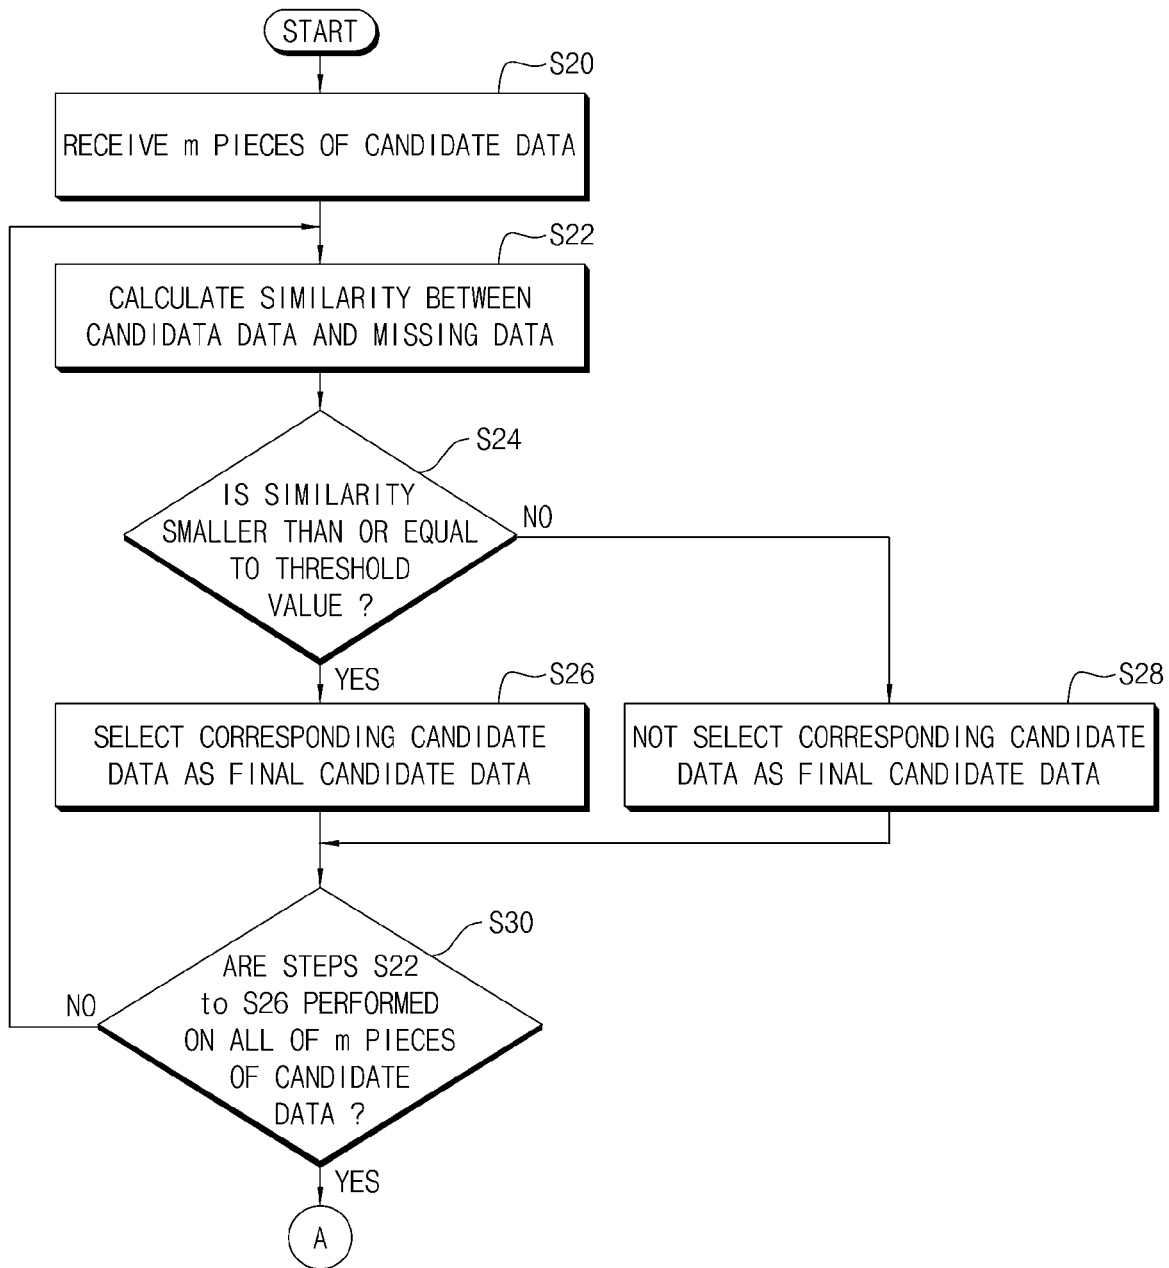 START
S20
RECEIVE m PIECES OF CANDIDATE DATA
S22
CALCULATE SIMILARITY BETWEEN
CANDIDATA DATA AND MISSING DATA
S24
IS SIMILARITY
SMALLER THAN OR EQUAL
TO THRESHOLD
VALUE ?
NO
YES
S26
SELECT CORRESPONDING CANDIDATE
DATA AS FINAL CANDIDATE DATA
S28
NOT SELECT CORRESPONDING CANDIDATE
DATA AS FINAL CANDIDATE DATA
S30
ARE STEPS S22
to S26 PERFORMED
ON ALL OF m PIECES
OF CANDIDATE
DATA ?
NO
YES
A